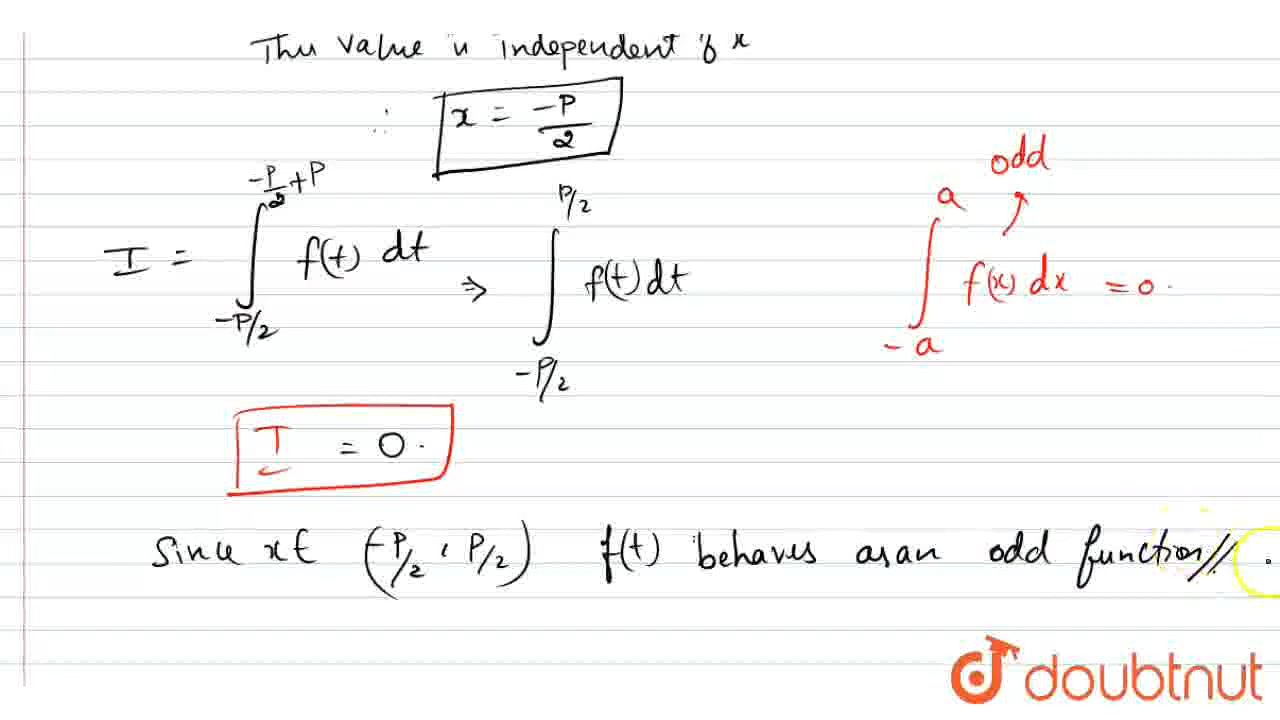 This value is independent of x
∴ x = -P/2
I = ∫_{-P/2}^{-P/2+P} f(t) dt ⇒ ∫_{-P/2}^{P/2} f(t) dt
odd
∫_{-a}^{a} f(x) dx = 0.
I = 0.
Since x∈ (-P/2, P/2) f(t) behaves as an odd function // .
doubtnut